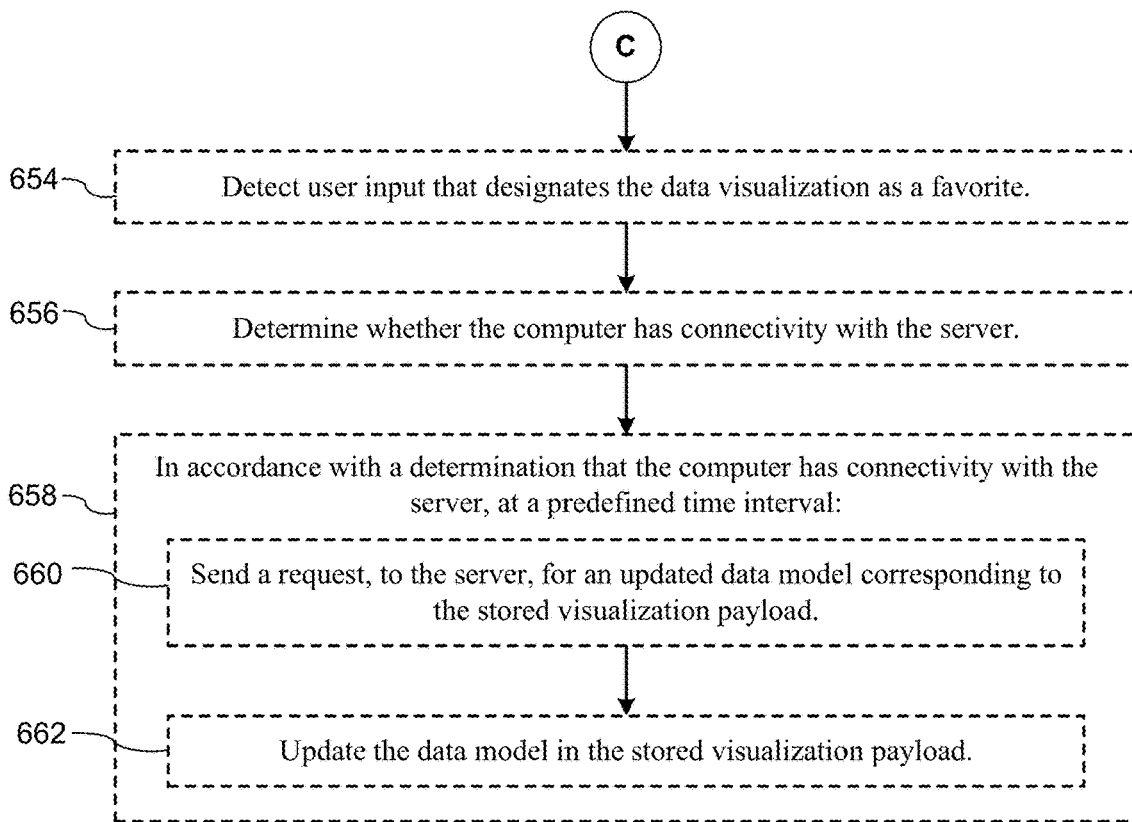 C
654
Detect user input that designates the data visualization as a favorite.
656
Determine whether the computer has connectivity with the server.
658
In accordance with a determination that the computer has connectivity with the
server, at a predefined time interval:
660
Send a request, to the server, for an updated data model corresponding to
the stored visualization payload.
662
Update the data model in the stored visualization payload.